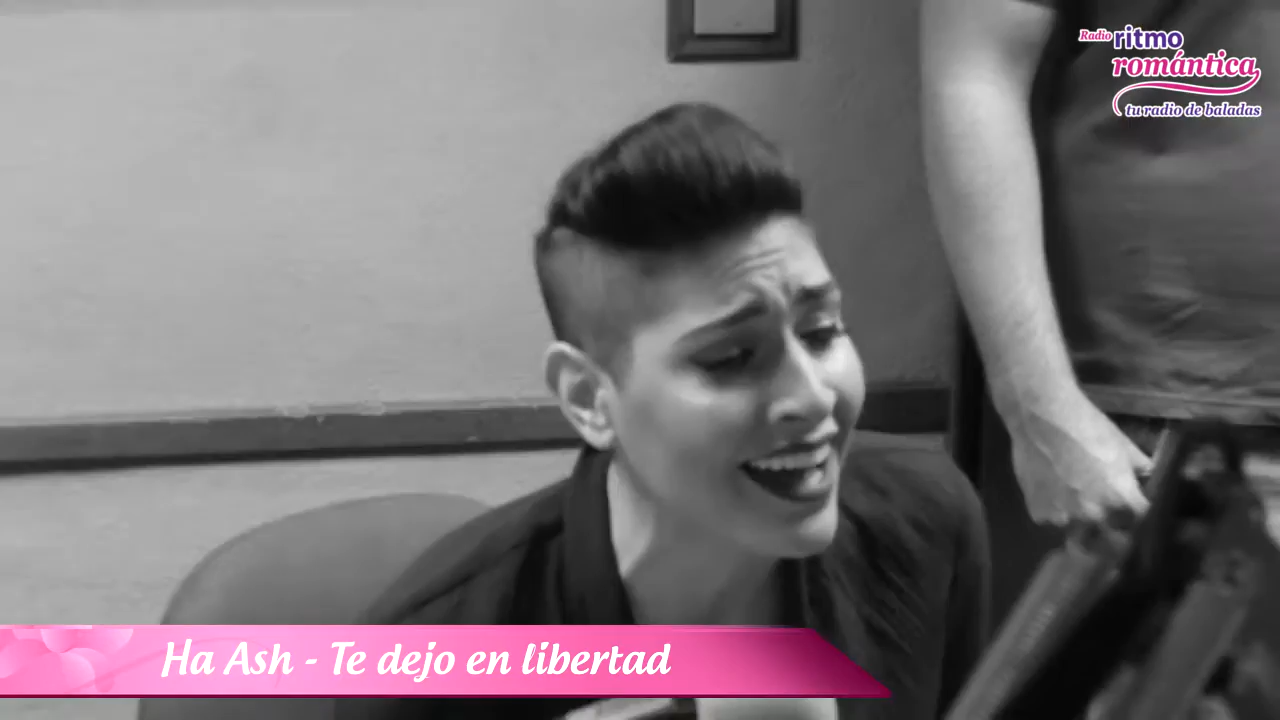 Radio ritmo
romántica
tu radio de baladas
Ha Ash - Te dejo en libertad